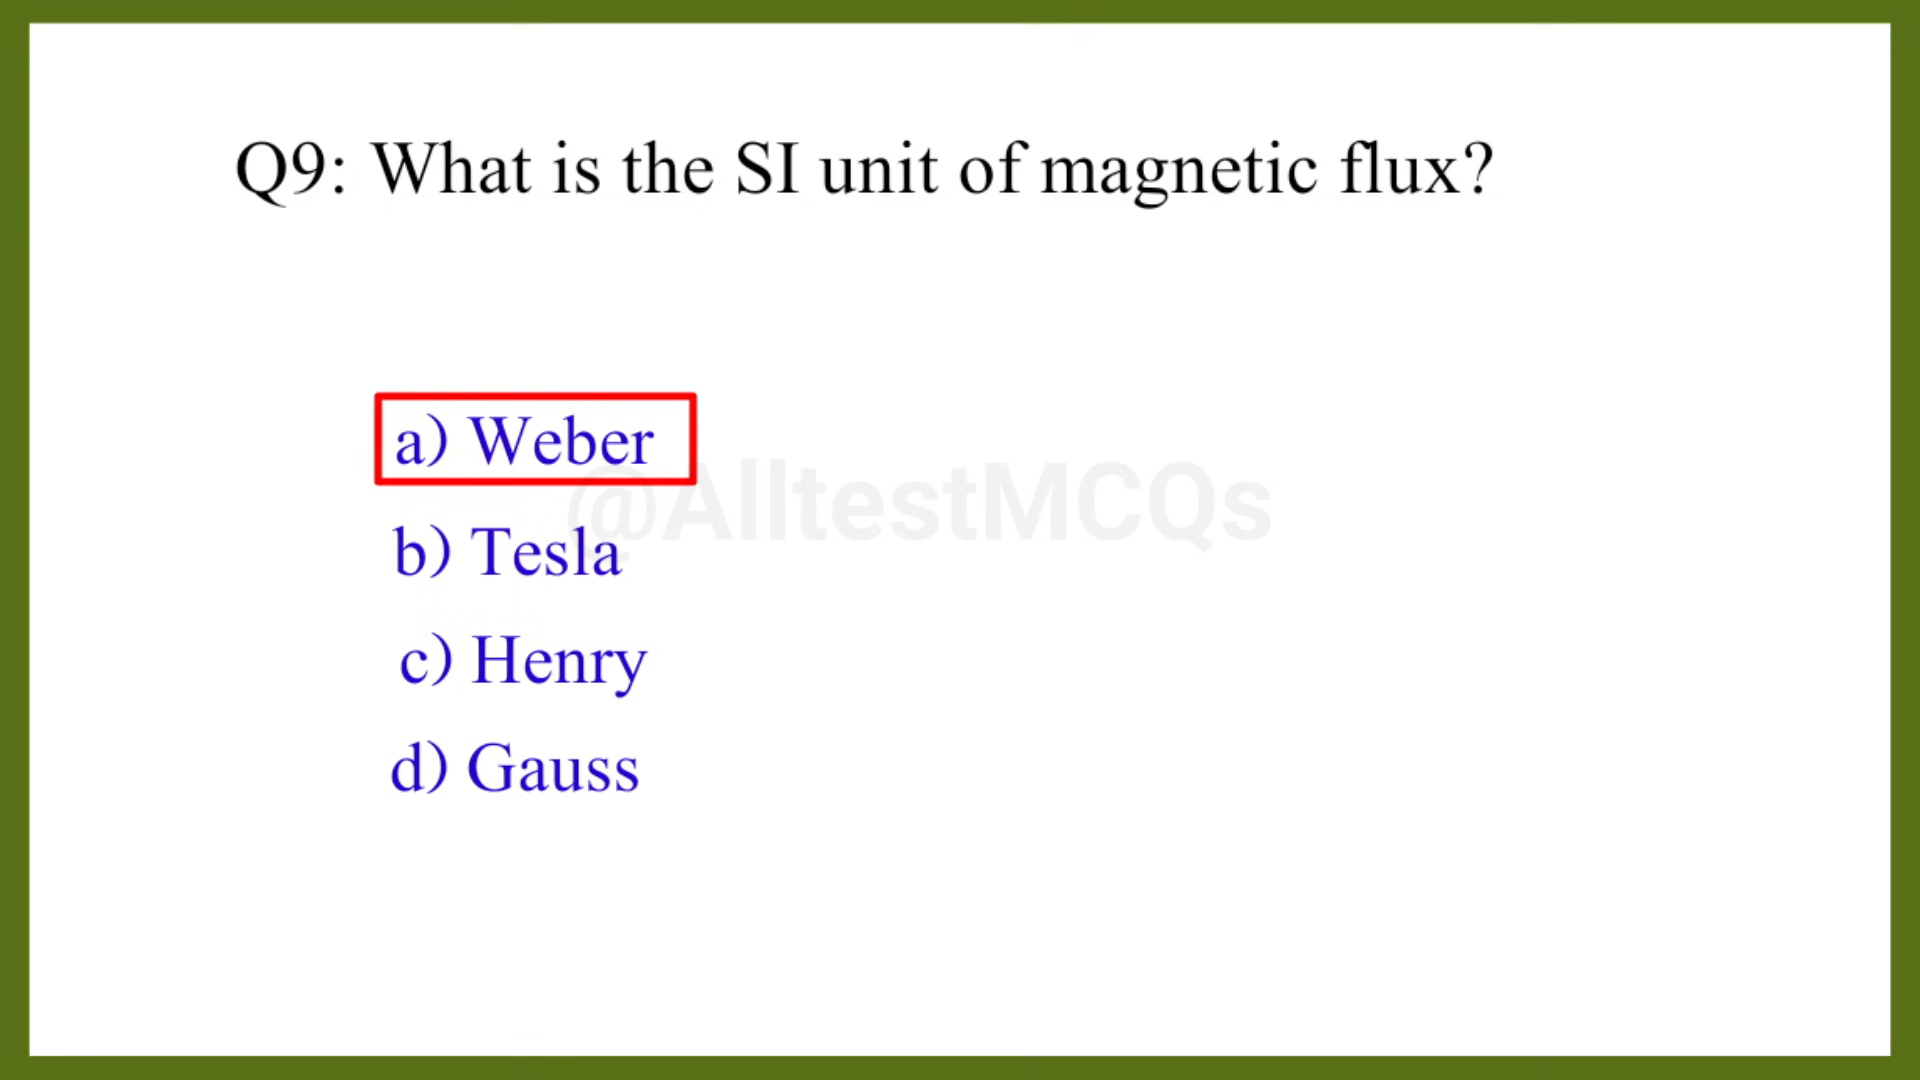 Q9: What is the SI unit of magnetic flux?
a) Weber
@AlltestMCQs
b) Tesla
c) Henry
d) Gauss